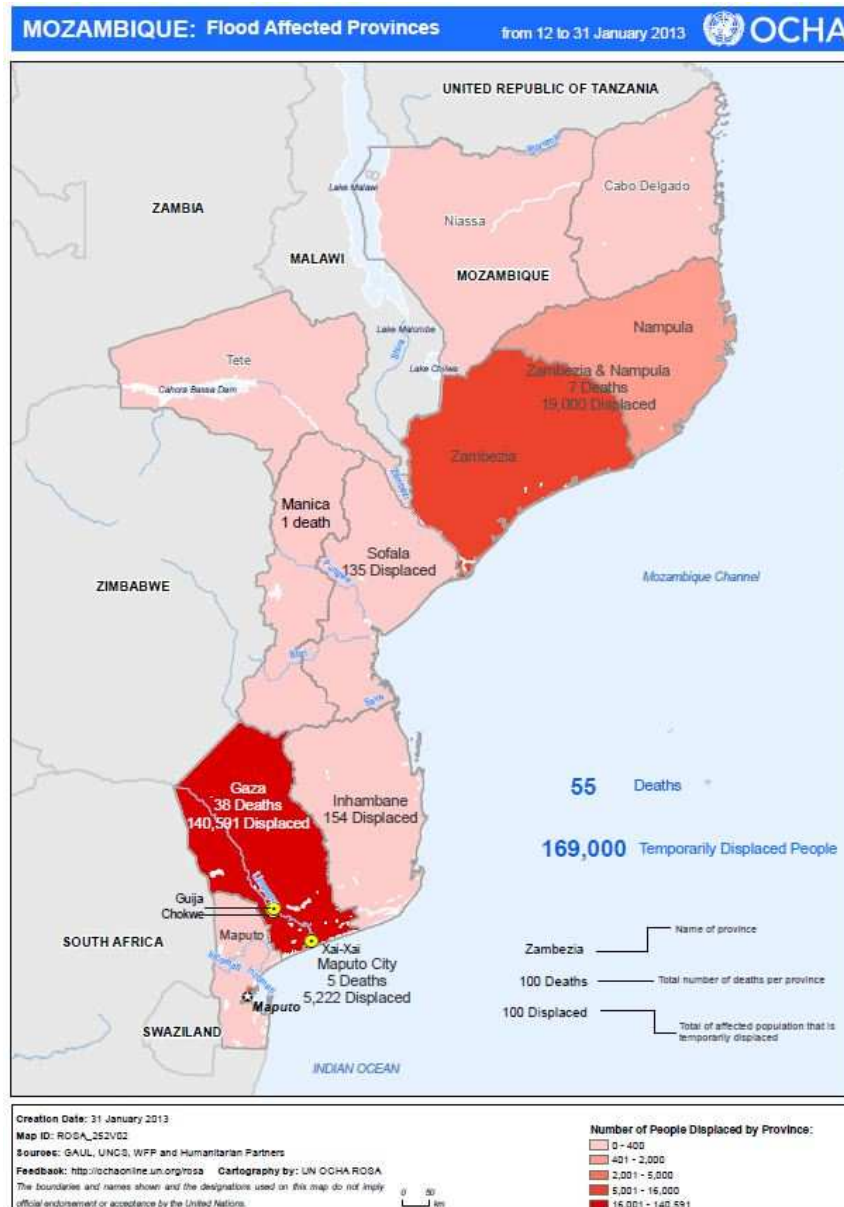 MOZAMBIQUE: Flood Affected Provinces from 12 to 31 January 2013 OCHA
UNITED REPUBLIC OF TANZANIA
Cabo Delgado
Lake Malawi
ZAMBIA
Niassa
MALAWI
MOZAMBIQUE
Nampula
Lake Malombe
Shire
Tete
Lake Chilwa
Zambezia & Nampula
7 Deaths
19,000 Displaced
Cahora Bassa Dam
Zambezia
Zambezi
Manica
1 death
Sofala
135 Displaced
Pungwe
ZIMBABWE
Mozambique Channel
Save
Gaza
38 Deaths
140,591 Displaced
Inhambane
154 Displaced
55 Deaths
169,000 Temporarily Displaced People
Guija
Chokwe
Limpopo
Maputo
SOUTH AFRICA
Xai-Xai
Maputo City
5 Deaths
5,222 Displaced
Maputo
SWAZILAND
INDIAN OCEAN
Zambezia
Name of province
100 Deaths
Total number of deaths per province
100 Displaced
Total of affected population that is
temporarily displaced
Creation Date: 31 January 2013
Map ID: ROSA_252V02
Sources: GAUL, UNCS, WFP and Humanitarian Partners
Feedback: http://ochaonline.un.org/rosa Cartography by: UN OCHA ROSA
The boundaries and names shown and the designations used on this map do not imply
official endorsement or acceptance by the United Nations.
0 50
km
Number of People Displaced by Province:
0 - 400
401 - 2,000
2,001 - 5,000
5,001 - 16,000
16,001 - 140,591